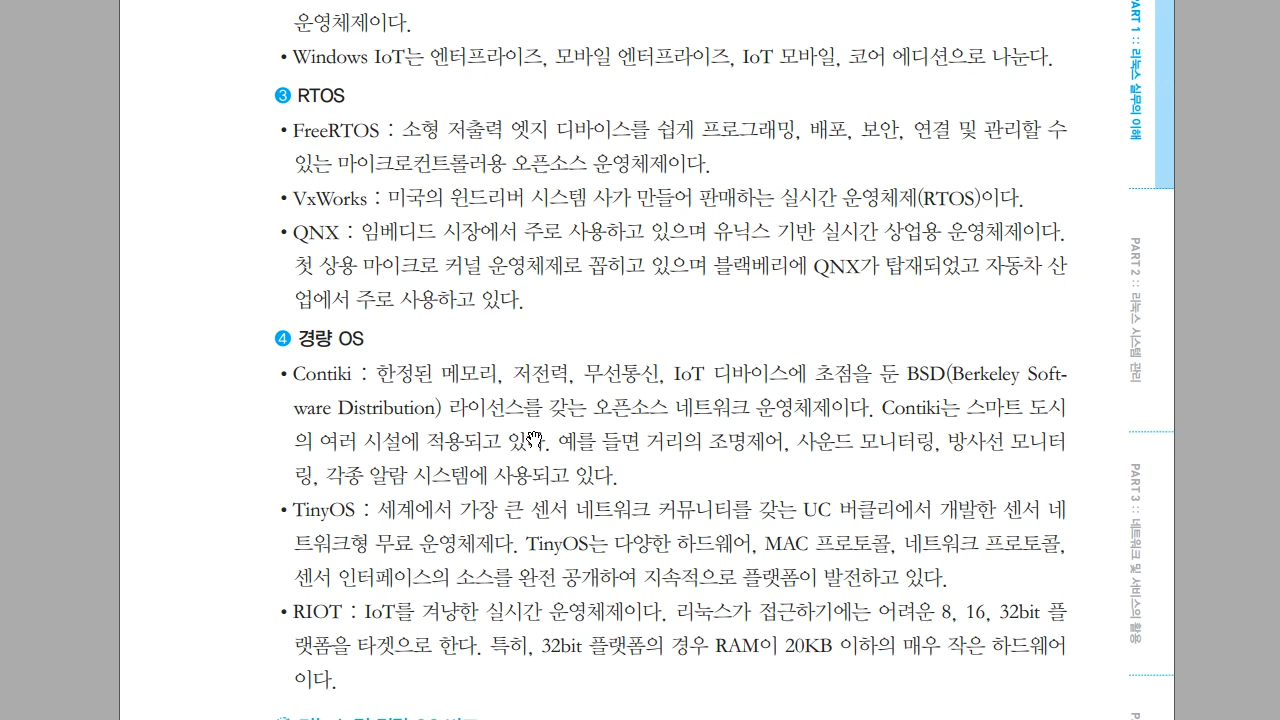 운영체제이다.
• Windows IoT는 엔터프라이즈, 모바일 엔터프라이즈, IoT 모바일, 코어 에디션으로 나눈다.
❸ RTOS
• FreeRTOS : 소형 저출력 엣지 디바이스를 쉽게 프로그래밍, 배포, 보안, 연결 및 관리할 수
있는 마이크로컨트롤러용 오픈소스 운영체제이다.
• VxWorks : 미국의 윈드리버 시스템 사가 만들어 판매하는 실시간 운영체제(RTOS)이다.
• QNX : 임베디드 시장에서 주로 사용하고 있으며 유닉스 기반 실시간 상업용 운영체제이다.
첫 상용 마이크로 커널 운영체제로 꼽히고 있으며 블랙베리에 QNX가 탑재되었고 자동차 산
업에서 주로 사용하고 있다.
❹ 경량 OS
• Contiki : 한정된 메모리, 저전력, 무선통신, IoT 디바이스에 초점을 둔 BSD(Berkeley Soft-
ware Distribution) 라이선스를 갖는 오픈소스 네트워크 운영체제이다. Contiki는 스마트 도시
의 여러 시설에 적용되고 있다. 예를 들면 거리의 조명제어, 사운드 모니터링, 방사선 모니터
링, 각종 알람 시스템에 사용되고 있다.
• TinyOS : 세계에서 가장 큰 센서 네트워크 커뮤니티를 갖는 UC 버클리에서 개발한 센서 네
트워크형 무료 운영체제다. TinyOS는 다양한 하드웨어, MAC 프로토콜, 네트워크 프로토콜,
센서 인터페이스의 소스를 완전 공개하여 지속적으로 플랫폼이 발전하고 있다.
• RIOT : IoT를 겨냥한 실시간 운영체제이다. 리눅스가 접근하기에는 어려운 8, 16, 32bit 플
랫폼을 타겟으로 한다. 특히, 32bit 플랫폼의 경우 RAM이 20KB 이하의 매우 작은 하드웨어
이다.
PART 1 :: 리눅스 실무의 이해
PART 2 :: 리눅스 시스템 관리
PART 3 :: 네트워크 및 서비스의 활용